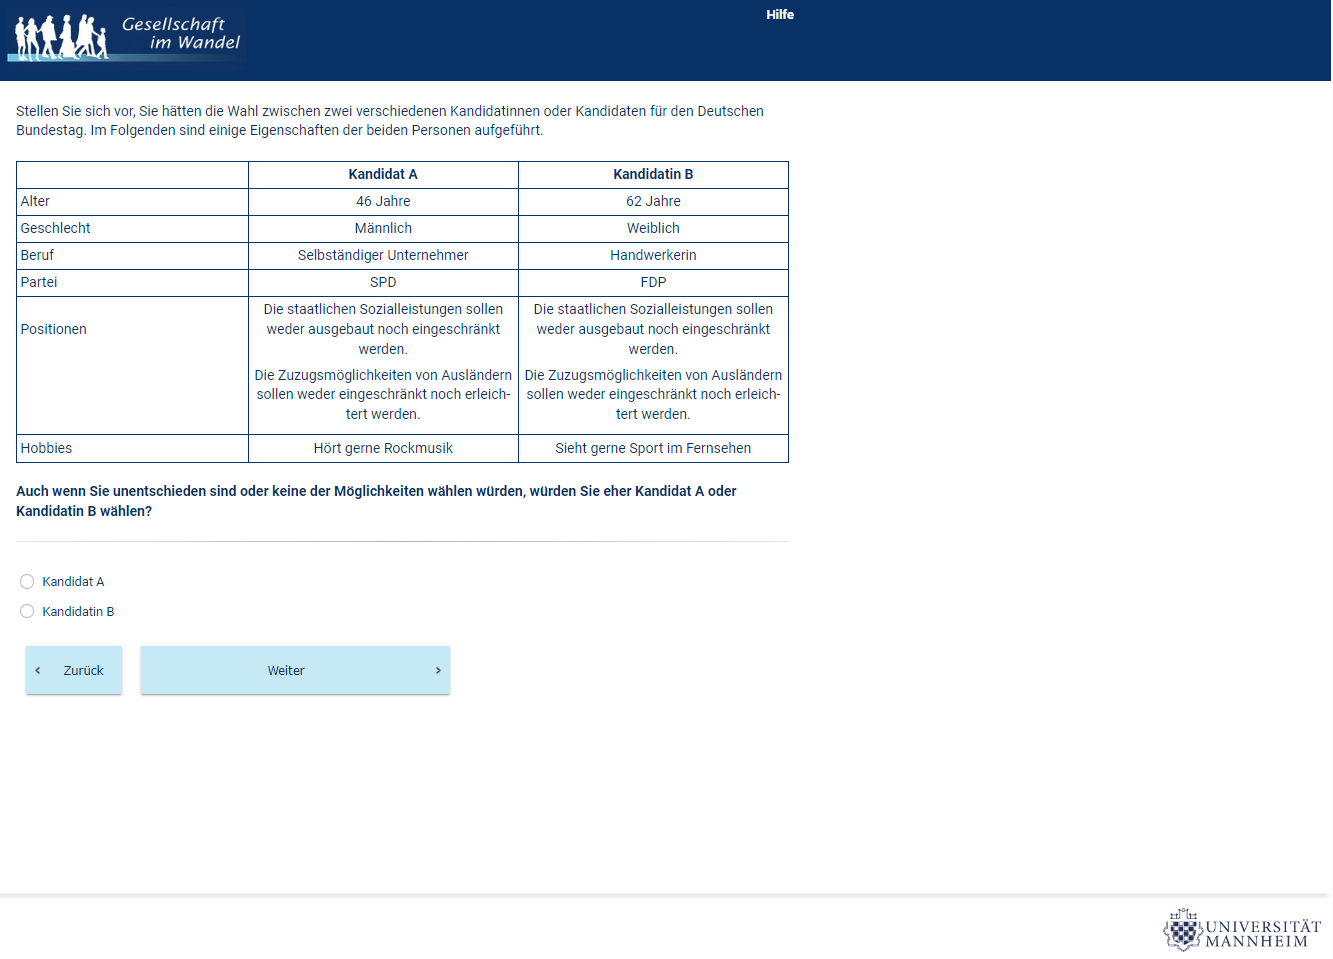 Gesellschaft
im Wandel
Hilfe
Stellen Sie sich vor, Sie hätten die Wahl zwischen zwei verschiedenen Kandidatinnen oder Kandidaten für den Deutschen
Bundestag. Im Folgenden sind einige Eigenschaften der beiden Personen aufgeführt.
Kandidat A Kandidatin B
Alter 46 Jahre 62 Jahre
Geschlecht Männlich Weiblich
Beruf Selbständiger Unternehmer Handwerkerin
Partei SPD FDP
Positionen
Die staatlichen Sozialleistungen sollen
weder ausgebaut noch eingeschränkt
werden.
Die Zuzugsmöglichkeiten von Ausländern
sollen weder eingeschränkt noch erleich-
tert werden.
Die staatlichen Sozialleistungen sollen
weder ausgebaut noch eingeschränkt
werden.
Die Zuzugsmöglichkeiten von Ausländern
sollen weder eingeschränkt noch erleich-
tert werden.
Hobbies Hört gerne Rockmusik Sieht gerne Sport im Fernsehen
Auch wenn Sie unentschieden sind oder keine der Möglichkeiten wählen würden, würden Sie eher Kandidat A oder
Kandidatin B wählen?
Kandidat A
Kandidatin B
‹ Zurück Weiter ›
UNIVERSITÄT
MANNHEIM